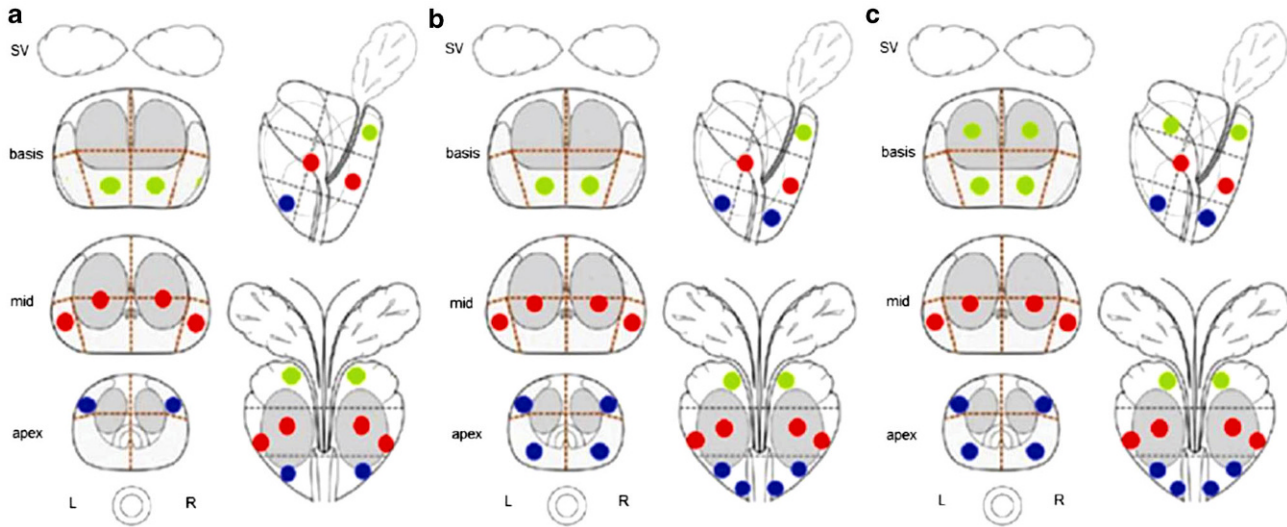 a
SV
basis
mid
apex
L R
b
SV
basis
mid
apex
L R
c
SV
basis
mid
apex
L R